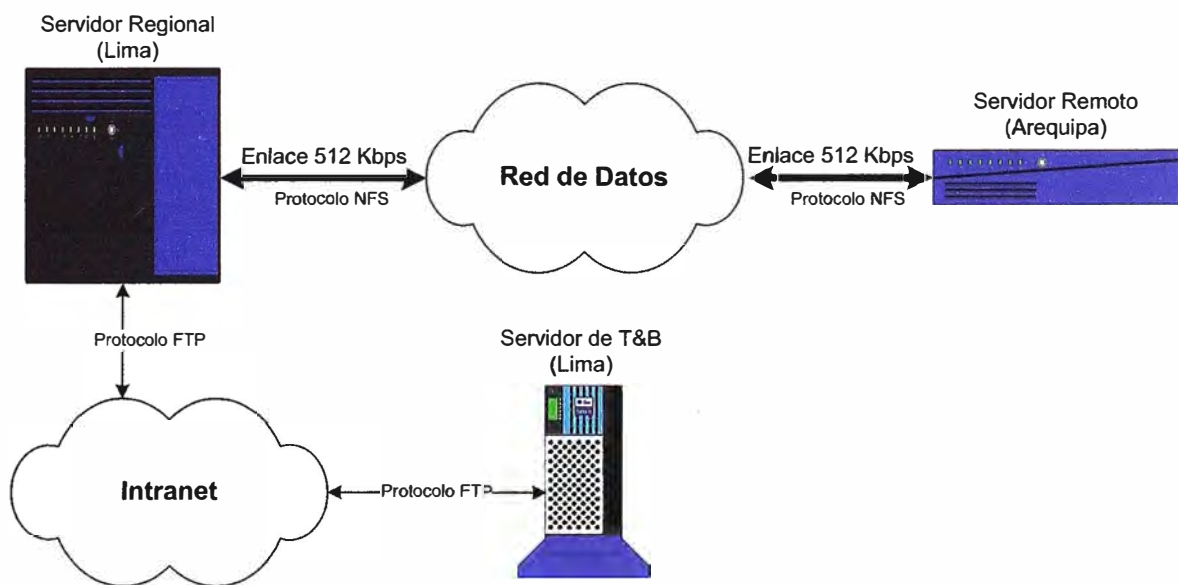 Servidor Regional
(Lima)
Enlace 512 Kbps
Protocolo NFS
Red de Datos
Enlace 512 Kbps
Protocolo NFS
Servidor Remoto
(Arequipa)
Protocolo FTP
Servidor de T&B
(Lima)
Intranet
Protocolo FTP